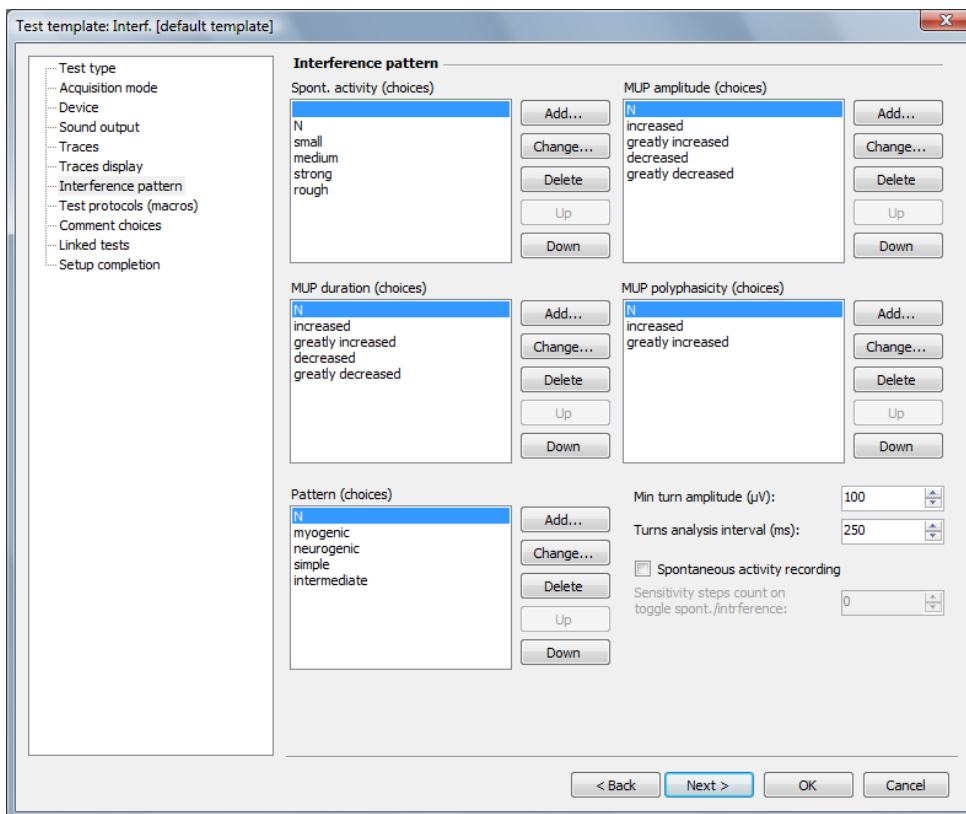 Test template: Interf. [default template]
Test type
Acquisition mode
Device
Sound output
Traces
Traces display
Interference pattern
Test protocols (macros)
Comment choices
Linked tests
Setup completion
Interference pattern
Spont. activity (choices)
N
small
medium
strong
rough
Add...
Change...
Delete
Up
Down
MUP amplitude (choices)
N
increased
greatly increased
decreased
greatly decreased
Add...
Change...
Delete
Up
Down
MUP duration (choices)
N
increased
greatly increased
decreased
greatly decreased
Add...
Change...
Delete
Up
Down
MUP polyphasicity (choices)
N
increased
greatly increased
Add...
Change...
Delete
Up
Down
Pattern (choices)
N
myogenic
neurogenic
simple
intermediate
Add...
Change...
Delete
Up
Down
Min turn amplitude (µV): 100
Turns analysis interval (ms): 250
Spontaneous activity recording
Sensitivity steps count on
toggle spont./intrference: 0
< Back Next > OK Cancel